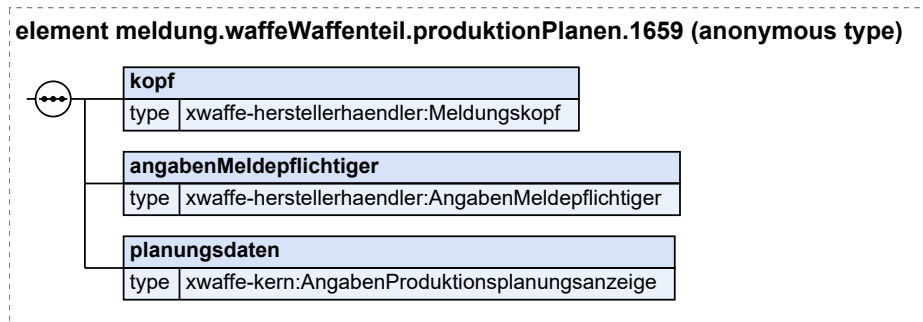 element meldung.waffeWaffenteil.produktionPlanen.1659 (anonymous type)
kopf
type xwaffe-herstellerhaendler:Meldungskopf
angabenMeldepflichtiger
type xwaffe-herstellerhaendler:AngabenMeldepflichtiger
planungsdaten
type xwaffe-kern:AngabenProduktionsplanungsanzeige